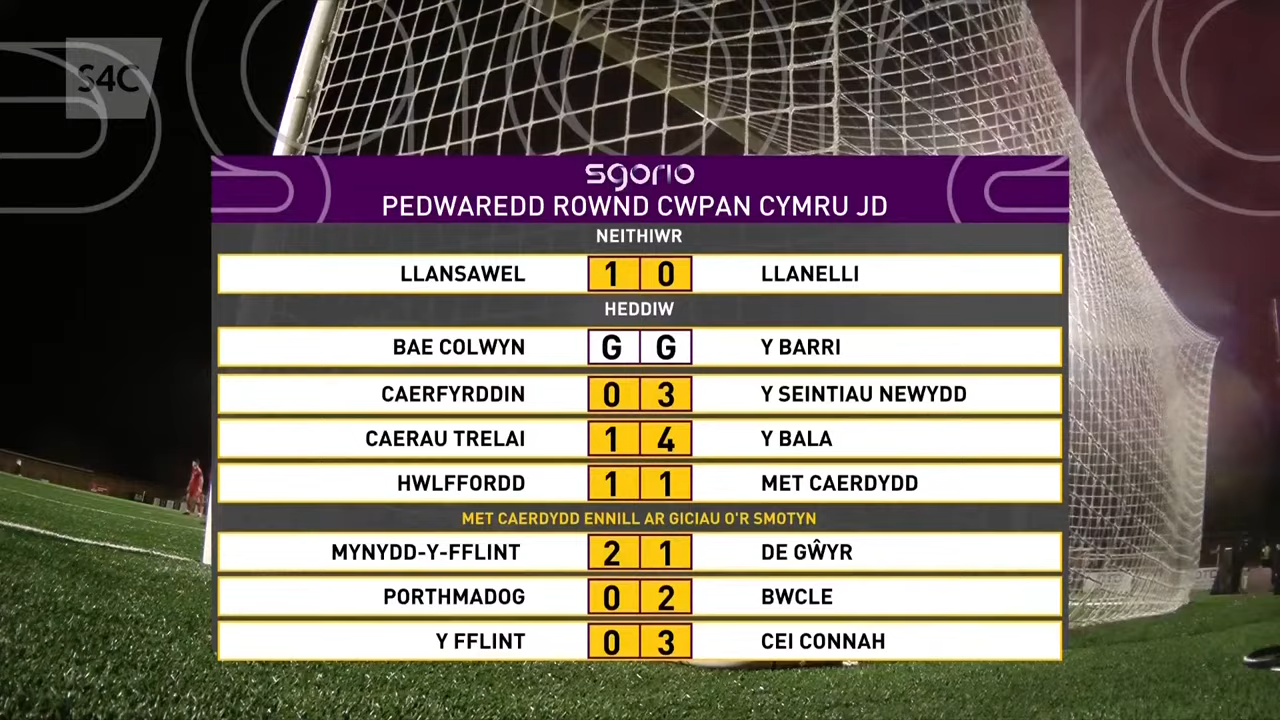 S4C
sgorio
PEDWAREDD ROWND CWPAN CYMRU JD
NEITHIWR
LLANSAWEL 1 0 LLANELLI
HEDDIW
BAE COLWYN G G Y BARRI
CAERFYRDDIN 0 3 Y SEINTIAU NEWYDD
CAERAU TRELAI 1 4 Y BALA
HWLFFORDD 1 1 MET CAERDYDD
MET CAERDYDD ENNILL AR GICIAU O'R SMOTYN
MYNYDD-Y-FFLINT 2 1 DE GŴYR
PORTHMADOG 0 2 BWCLE
Y FFLINT 0 3 CEI CONNAH